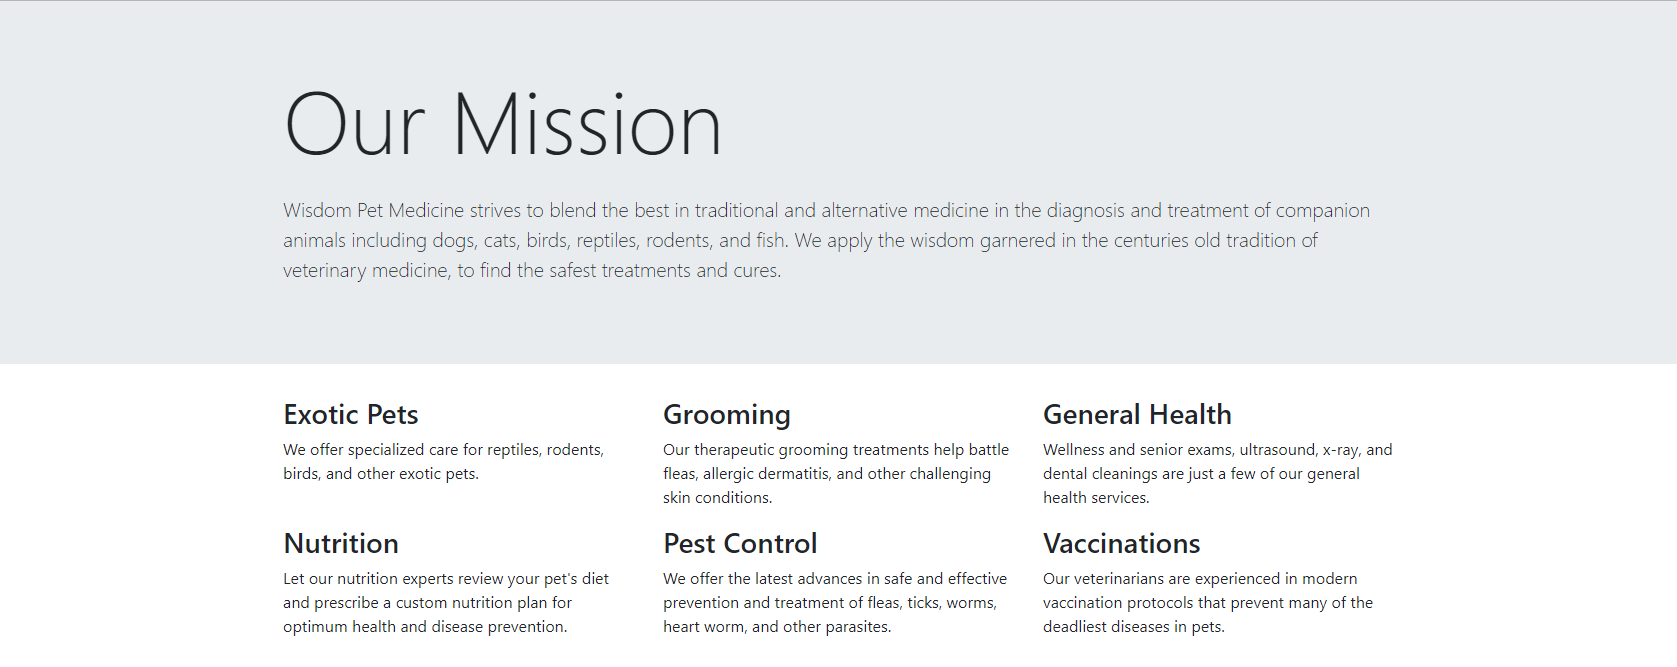 Our Mission
Wisdom Pet Medicine strives to blend the best in traditional and alternative medicine in the diagnosis and treatment of companion
animals including dogs, cats, birds, reptiles, rodents, and fish. We apply the wisdom garnered in the centuries old tradition of
veterinary medicine, to find the safest treatments and cures.
Exotic Pets
We offer specialized care for reptiles, rodents,
birds, and other exotic pets.
Grooming
Our therapeutic grooming treatments help battle
fleas, allergic dermatitis, and other challenging
skin conditions.
General Health
Wellness and senior exams, ultrasound, x-ray, and
dental cleanings are just a few of our general
health services.
Nutrition
Let our nutrition experts review your pet's diet
and prescribe a custom nutrition plan for
optimum health and disease prevention.
Pest Control
We offer the latest advances in safe and effective
prevention and treatment of fleas, ticks, worms,
heart worm, and other parasites.
Vaccinations
Our veterinarians are experienced in modern
vaccination protocols that prevent many of the
deadliest diseases in pets.